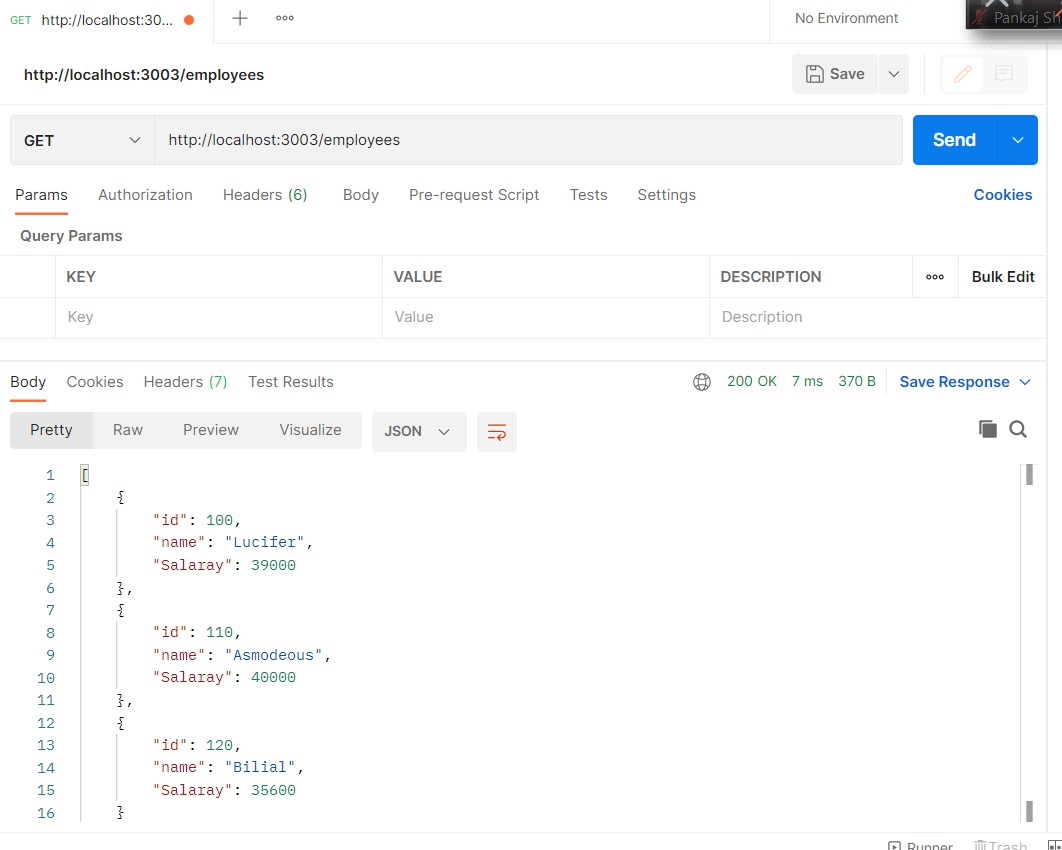 GET http://localhost:30...
No Environment
Pankaj Sh
http://localhost:3003/employees
Save
GET
http://localhost:3003/employees
Send
Params Authorization Headers (6) Body Pre-request Script Tests Settings Cookies
Query Params
KEY VALUE DESCRIPTION Bulk Edit
Key Value Description
Body Cookies Headers (7) Test Results 200 OK 7 ms 370 B Save Response
Pretty Raw Preview Visualize JSON
1 [
2 {
3 "id": 100,
4 "name": "Lucifer",
5 "Salaray": 39000
6 },
7 {
8 "id": 110,
9 "name": "Asmodeous",
10 "Salaray": 40000
11 },
12 {
13 "id": 120,
14 "name": "Bilial",
15 "Salaray": 35600
16 }
Runner Trash